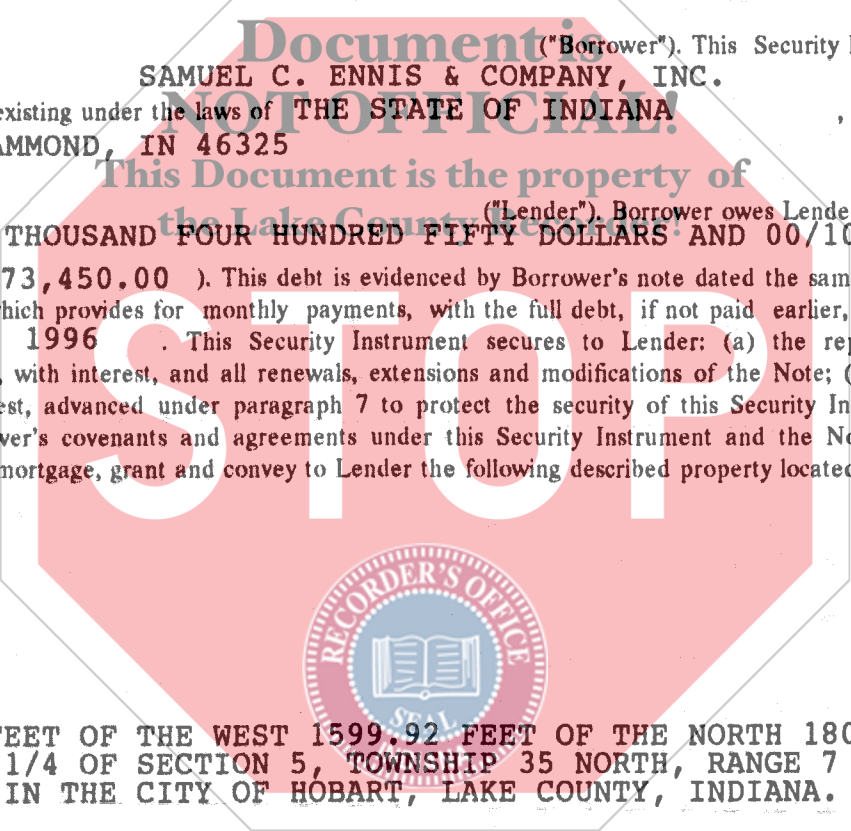 Document is
("Borrower"). This Security
SAMUEL C. ENNIS & COMPANY, INC.
existing under the laws of THE STATE OF INDIANA ,
NOT OFFICIAL!
AMMOND, IN 46325
This Document is the property of
("Lender"). Borrower owes Lende
the Lake County Recorder!
THOUSAND FOUR HUNDRED FIFTY DOLLARS AND 00/10
73,450.00 ). This debt is evidenced by Borrower's note dated the sam
hich provides for monthly payments, with the full debt, if not paid earlier,
1996 . This Security Instrument secures to Lender: (a) the rep
, with interest, and all renewals, extensions and modifications of the Note; (
est, advanced under paragraph 7 to protect the security of this Security In
wer's covenants and agreements under this Security Instrument and the No
mortgage, grant and convey to Lender the following described property located
STOP
RECORDER'S OFFICE
SEAL
FEET OF THE WEST 1599.92 FEET OF THE NORTH 180
1/4 OF SECTION 5, TOWNSHIP 35 NORTH, RANGE 7
IN THE CITY OF HOBART, LAKE COUNTY, INDIANA.